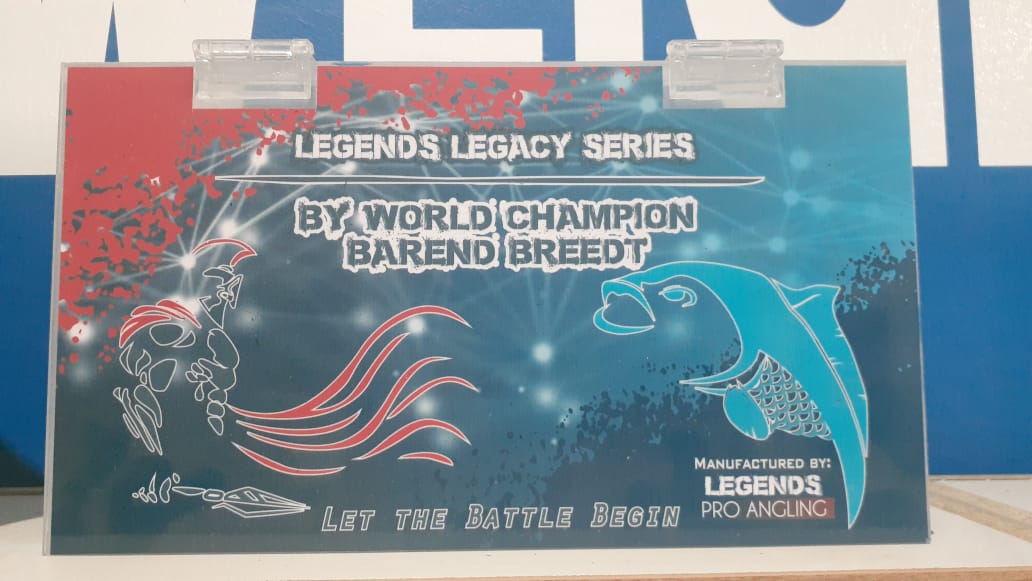 LEGENDS LEGACY SERIES
BY WORLD CHAMPION
BAREND BREEDT
MANUFACTURED BY:
LEGENDS
PRO ANGLING
LET THE BATTLE BEGIN